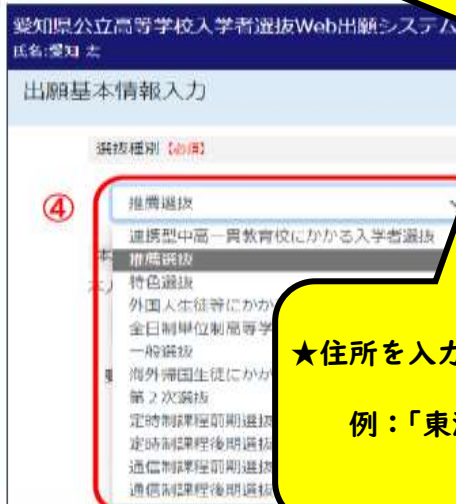 愛知県公立高等学校入学者選抜Web出願システム
氏名:愛知 太
出願基本情報入力
選抜種別【必須】
④
推薦選抜
連携型中高一貫教育校にかかる入学者選抜
推薦選抜
特色選抜
外国人生徒等にかか
全日制単位制高等学
一般選抜
海外帰国生徒にかか
第2次選抜
定時制課程前期選抜
定時制課程後期選抜
通信制課程前期選抜
通信制課程後期選抜
★住所を入力
例:「東海